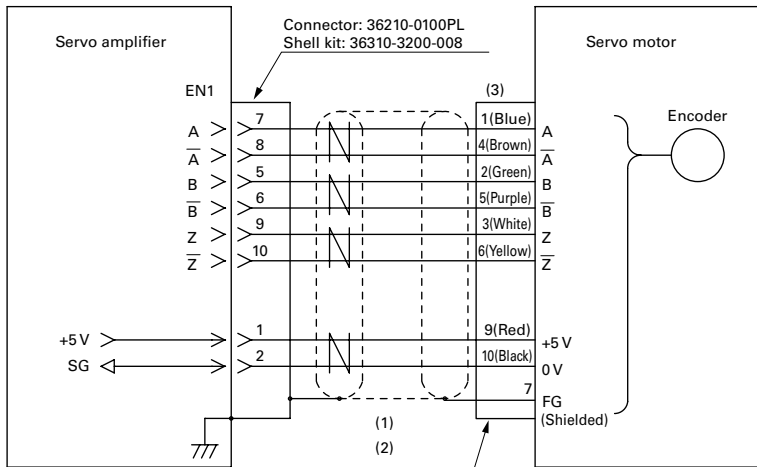 Connector: 36210-0100PL
Shell kit: 36310-3200-008
Servo amplifier
Servo motor
EN1
(3)
Encoder
A 7 1(Blue) A
A̅ 8 4(Brown) A̅
B 5 2(Green) B
B̅ 6 5(Purple) B̅
Z 9 3(White) Z
Z̅ 10 6(Yellow) Z̅
+5 V 1 9(Red) +5 V
SG 2 10(Black) 0 V
7 FG
(Shielded)
(1)
(2)